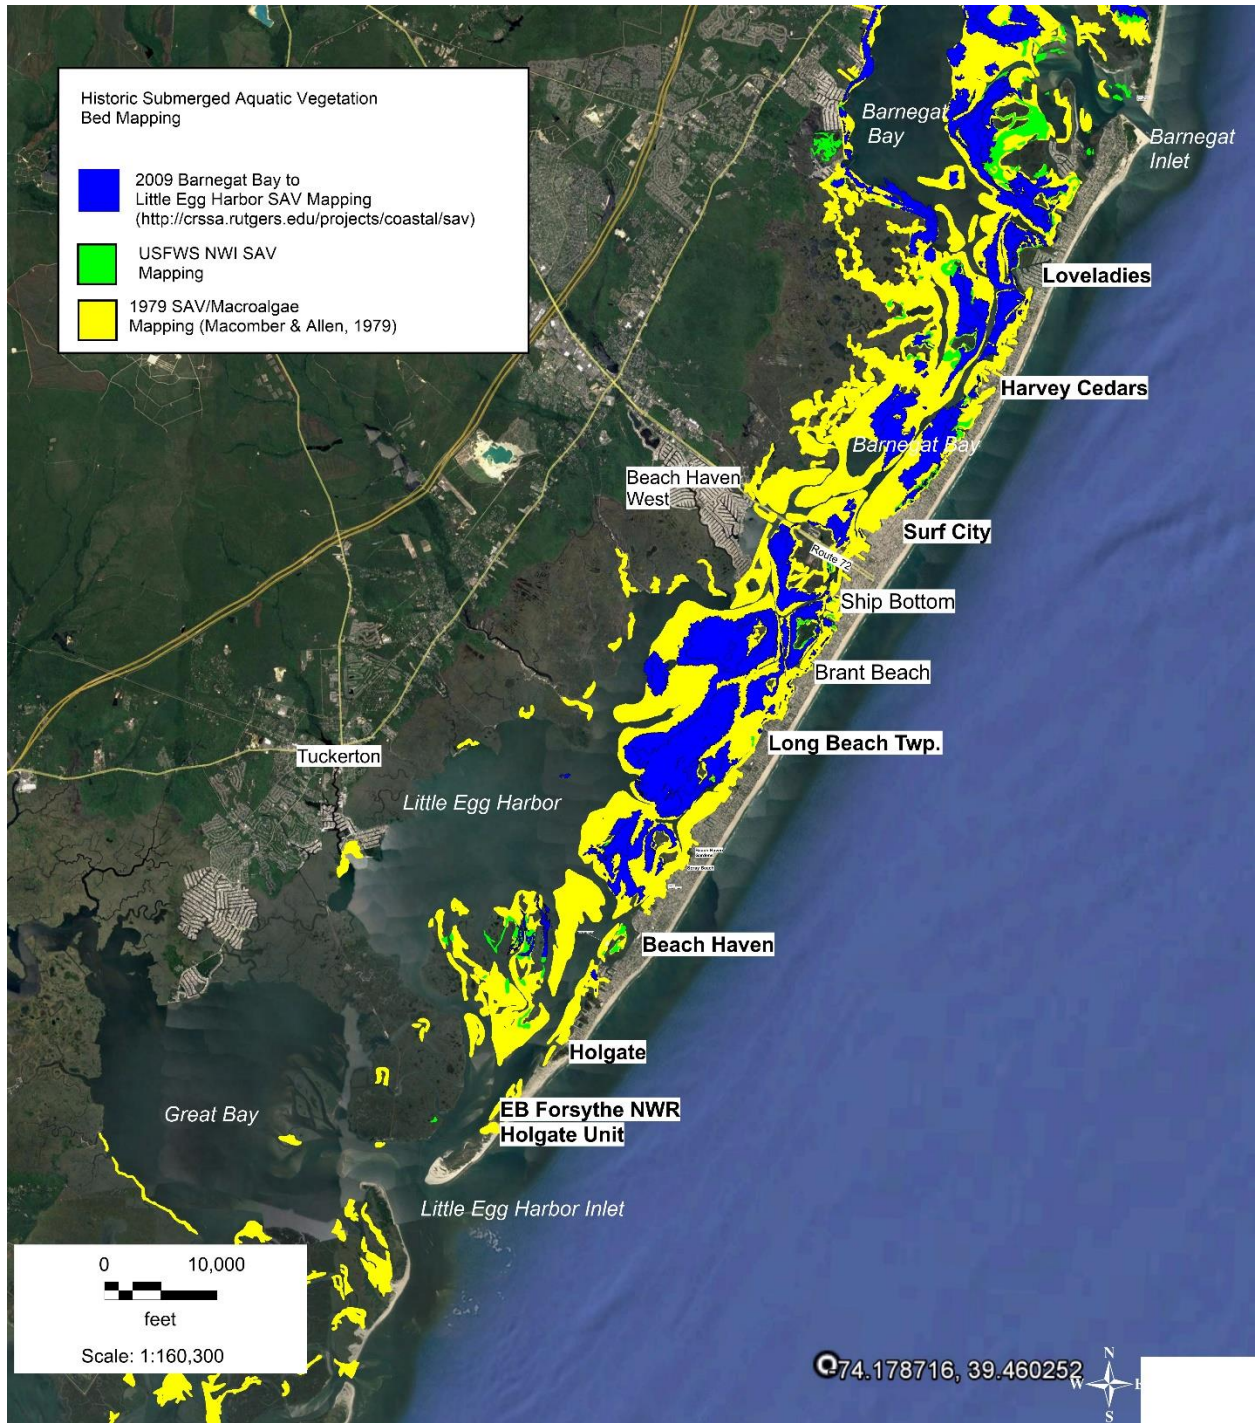 Historic Submerged Aquatic Vegetation
Bed Mapping
2009 Barnegat Bay to
Little Egg Harbor SAV Mapping
(http://crssa.rutgers.edu/projects/coastal/sav)
USFWS NWI SAV
Mapping
1979 SAV/Macroalgae
Mapping (Macomber & Allen, 1979)
Barnegat
Bay
Barnegat
Inlet
Loveladies
Harvey Cedars
Barnegat Bay
Beach Haven
West
Surf City
Route 72
Ship Bottom
Brant Beach
Long Beach Twp.
Tuckerton
Little Egg Harbor
Beach Haven
Gardens
Beach Haven
Holgate
Great Bay
EB Forsythe NWR
Holgate Unit
Little Egg Harbor Inlet
0 10,000
feet
Scale: 1:160,300
-74.178716, 39.460252
N
W
S